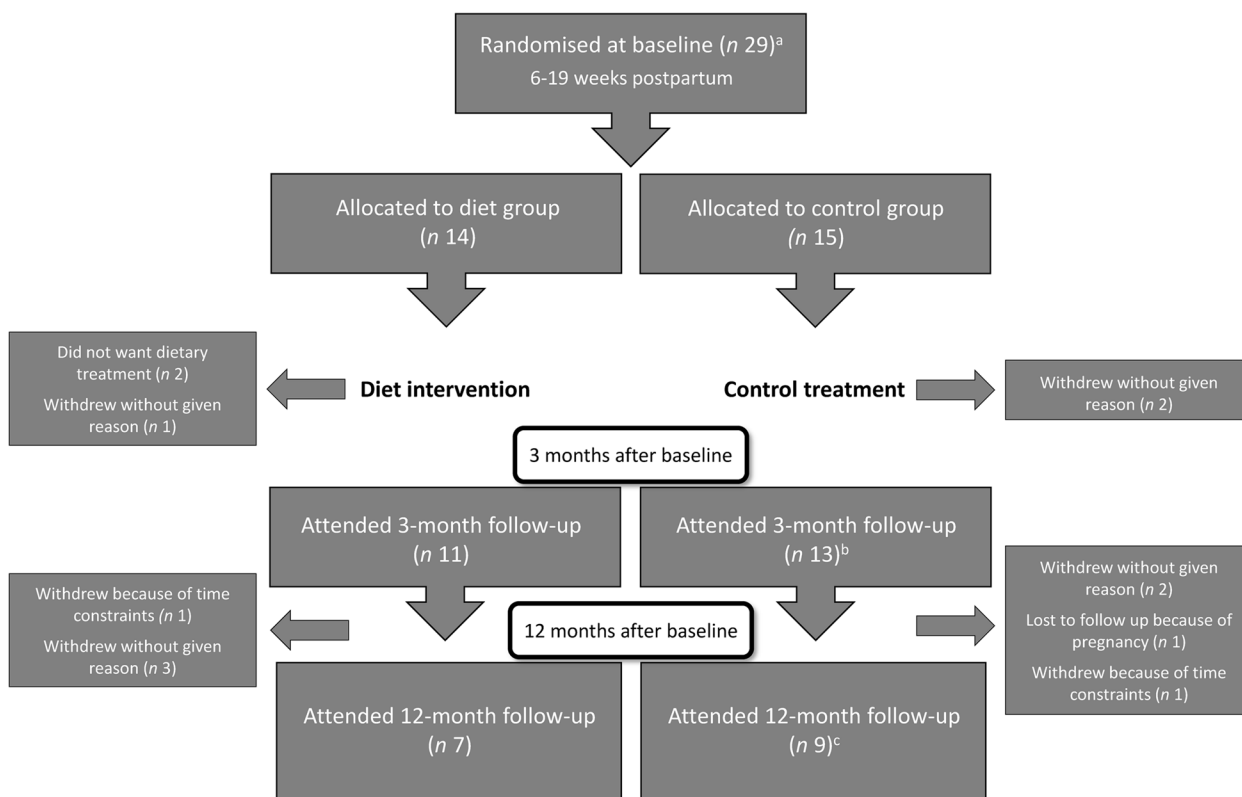 Randomised at baseline (n 29)ᵃ
6-19 weeks postpartum
Allocated to diet group
(n 14)
Allocated to control group
(n 15)
Did not want dietary
treatment (n 2)
Withdrew without given
reason (n 1)
Diet intervention
Control treatment
Withdrew without given
reason (n 2)
3 months after baseline
Attended 3-month follow-up
(n 11)
Attended 3-month follow-up
(n 13)ᵇ
Withdrew because of time
constraints (n 1)
Withdrew without given
reason (n 3)
12 months after baseline
Withdrew without given
reason (n 2)
Lost to follow up because of
pregnancy (n 1)
Withdrew because of time
constraints (n 1)
Attended 12-month follow-up
(n 7)
Attended 12-month follow-up
(n 9)ᶜ